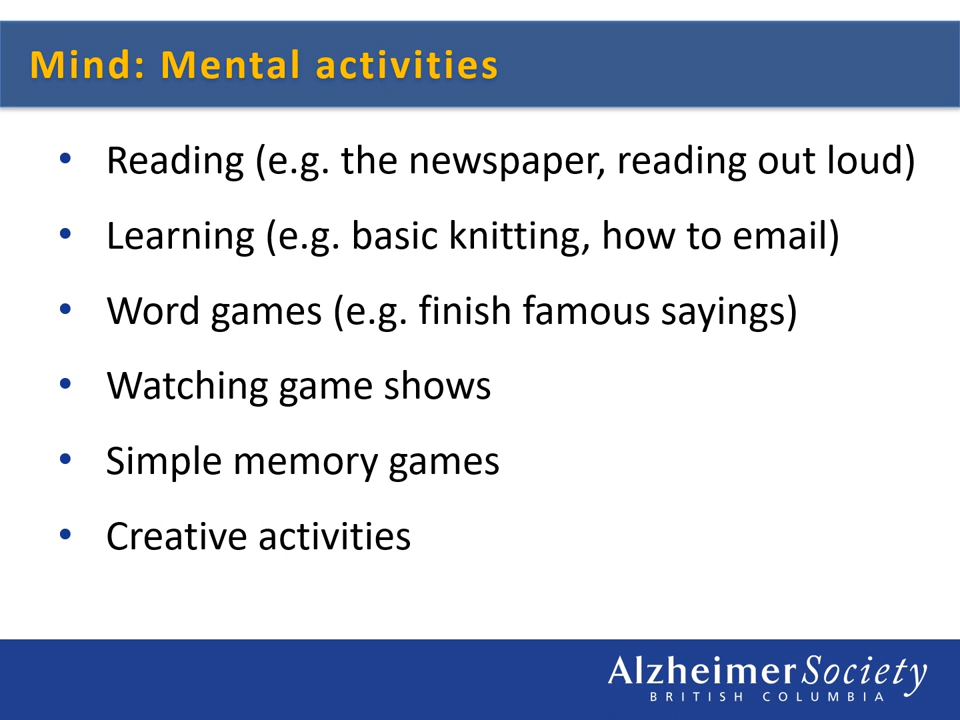 Mind: Mental activities
• Reading (e.g. the newspaper, reading out loud)
• Learning (e.g. basic knitting, how to email)
• Word games (e.g. finish famous sayings)
• Watching game shows
• Simple memory games
• Creative activities
Alzheimer Society
BRITISH COLUMBIA